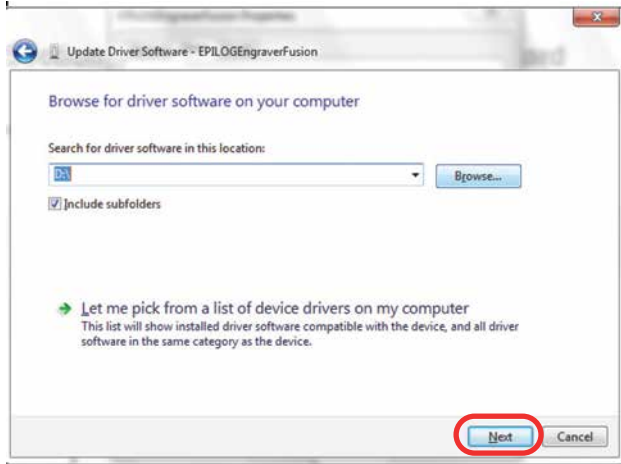 EPILOGEngraverFusion Properties
Update Driver Software - EPILOGEngraverFusion
Browse for driver software on your computer
Search for driver software in this location:
D:\
Browse...
Include subfolders
Let me pick from a list of device drivers on my computer
This list will show installed driver software compatible with the device, and all driver
software in the same category as the device.
Next
Cancel